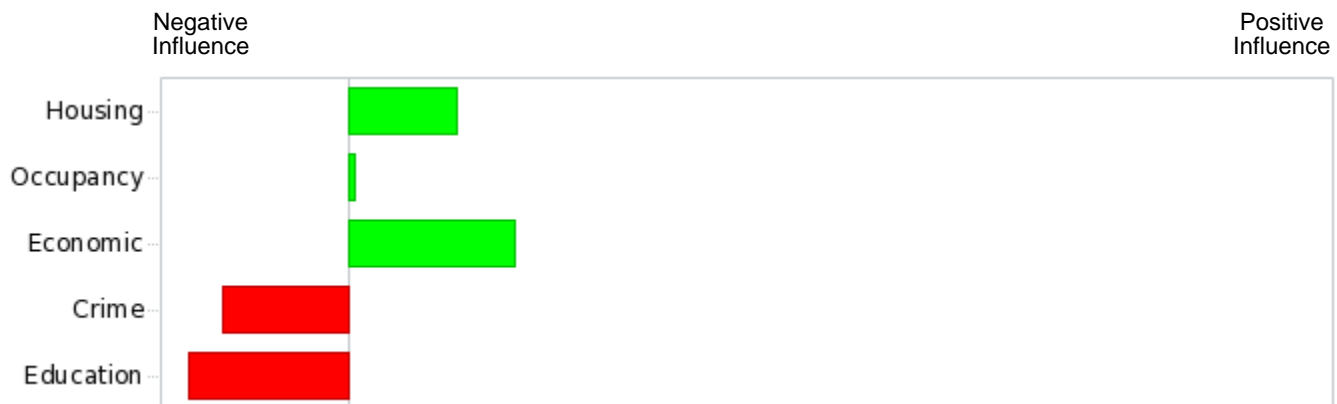 Negative
Influence
Positive
Influence
Housing
Occupancy
Economic
Crime
Education